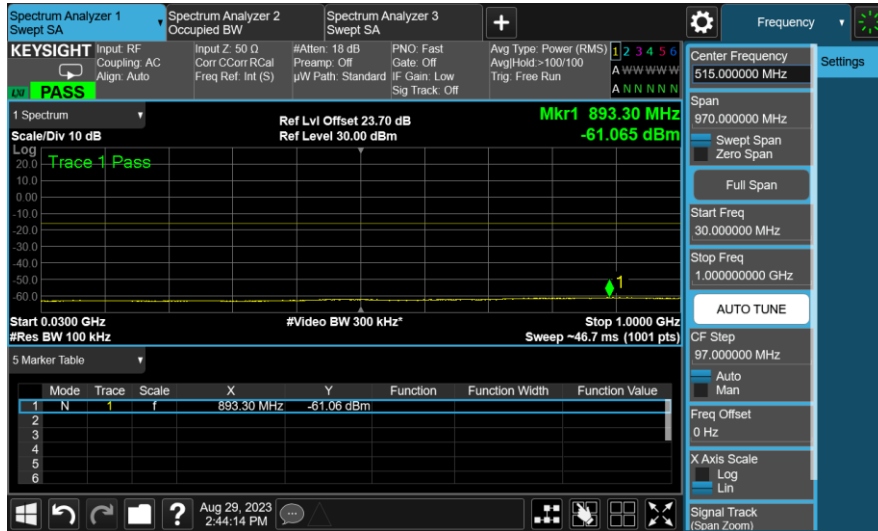 Spectrum Analyzer 1
Swept SA
Spectrum Analyzer 2
Occupied BW
Spectrum Analyzer 3
Swept SA
+
Frequency
KEYSIGHT
Input: RF
Coupling: AC
Align: Auto
Input Z: 50 Ω
Corr CCorr RCal
Freq Ref: Int (S)
#Atten: 18 dB
Preamp: Off
µW Path: Standard
PNO: Fast
Gate: Off
IF Gain: Low
Sig Track: Off
Avg Type: Power (RMS)
Avg|Hold:>100/100
Trig: Free Run
1 2 3 4 5 6
A W W W W W
A N N N N N
LXI
PASS
1 Spectrum
Scale/Div 10 dB
Ref Lvl Offset 23.70 dB
Ref Level 30.00 dBm
Mkr1 893.30 MHz
-61.065 dBm
Log
Trace 1 Pass
20.0
10.0
0.00
-10.0
-20.0
-30.0
-40.0
-50.0
-60.0
1
Start 0.0300 GHz
#Video BW 300 kHz*
Stop 1.0000 GHz
#Res BW 100 kHz
Sweep ~46.7 ms (1001 pts)
5 Marker Table
Mode Trace Scale X Y Function Function Width Function Value
1 N 1 f 893.30 MHz -61.06 dBm
2
3
4
5
6
Aug 29, 2023
2:44:14 PM
?
Center Frequency
515.000000 MHz
Settings
Span
970.000000 MHz
Swept Span
Zero Span
Full Span
Start Freq
30.000000 MHz
Stop Freq
1.000000000 GHz
AUTO TUNE
CF Step
97.000000 MHz
Auto
Man
Freq Offset
0 Hz
X Axis Scale
Log
Lin
Signal Track
(Span Zoom)